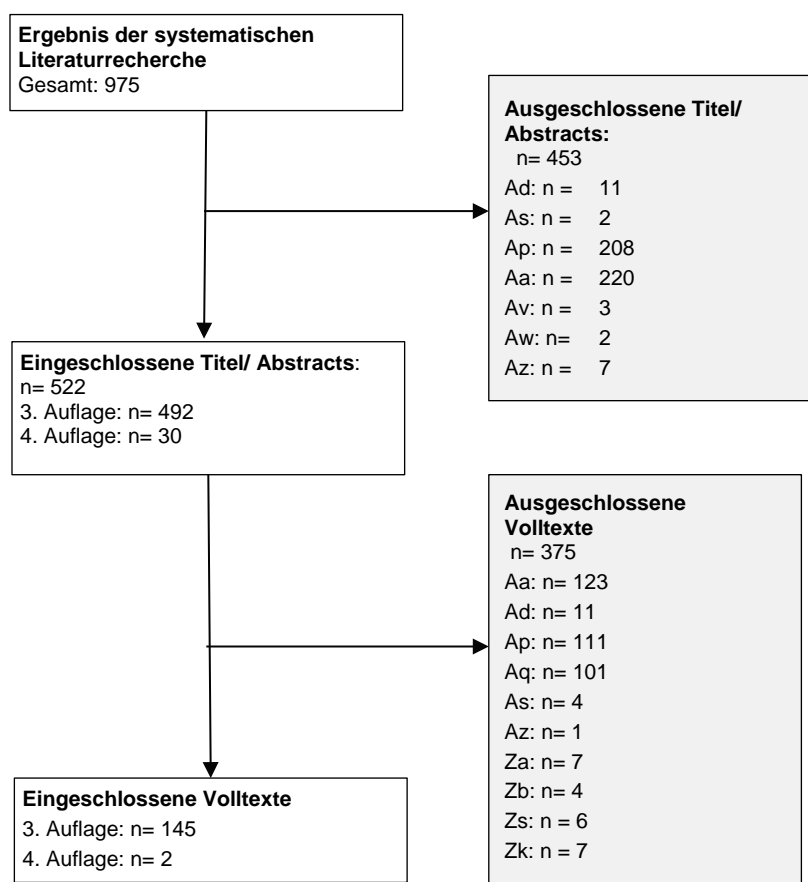 Ergebnis der systematischen
Literaturrecherche
Gesamt: 975
Ausgeschlossene Titel/
Abstracts:
n= 453
Ad: n = 11
As: n = 2
Ap: n = 208
Aa: n = 220
Av: n = 3
Aw: n= 2
Az: n = 7
Eingeschlossene Titel/ Abstracts:
n= 522
3. Auflage: n= 492
4. Auflage: n= 30
Ausgeschlossene
Volltexte
n= 375
Aa: n= 123
Ad: n= 11
Ap: n= 111
Aq: n= 101
As: n= 4
Az: n= 1
Za: n= 7
Zb: n= 4
Zs: n = 6
Zk: n = 7
Eingeschlossene Volltexte
3. Auflage: n= 145
4. Auflage: n= 2